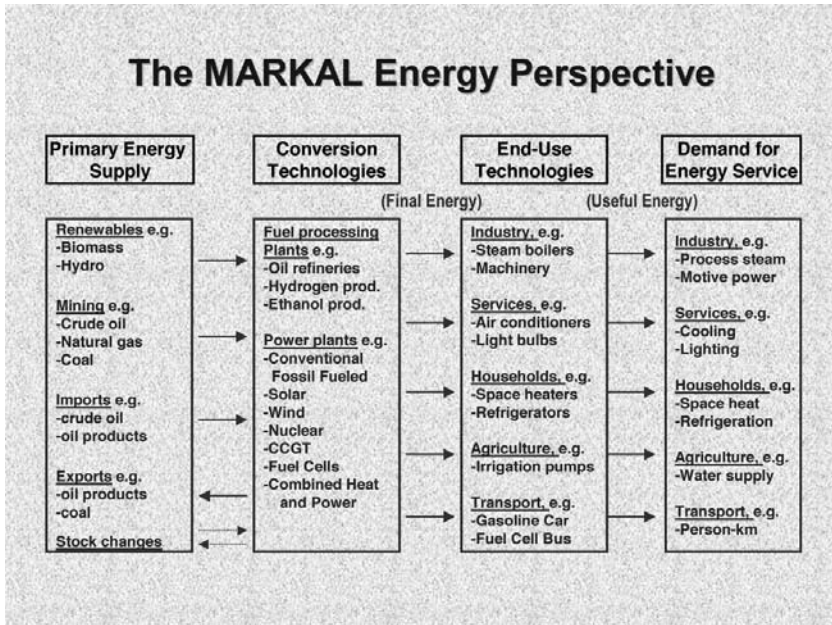 The MARKAL Energy Perspective
Primary Energy
Supply
Conversion
Technologies
End-Use
Technologies
Demand for
Energy Service
(Final Energy)
(Useful Energy)
Renewables e.g.
-Biomass
-Hydro
Mining e.g.
-Crude oil
-Natural gas
-Coal
Imports e.g.
-crude oil
-oil products
Exports e.g.
-oil products
-coal
Stock changes
Fuel processing
Plants e.g.
-Oil refineries
-Hydrogen prod.
-Ethanol prod.
Power plants e.g.
-Conventional
Fossil Fueled
-Solar
-Wind
-Nuclear
-CCGT
-Fuel Cells
-Combined Heat
and Power
Industry, e.g.
-Steam boilers
-Machinery
Services, e.g.
-Air conditioners
-Light bulbs
Households, e.g.
-Space heaters
-Refrigerators
Agriculture, e.g.
-Irrigation pumps
Transport, e.g.
-Gasoline Car
-Fuel Cell Bus
Industry, e.g.
-Process steam
-Motive power
Services, e.g.
-Cooling
-Lighting
Households, e.g.
-Space heat
-Refrigeration
Agriculture, e.g.
-Water supply
Transport, e.g.
-Person-km